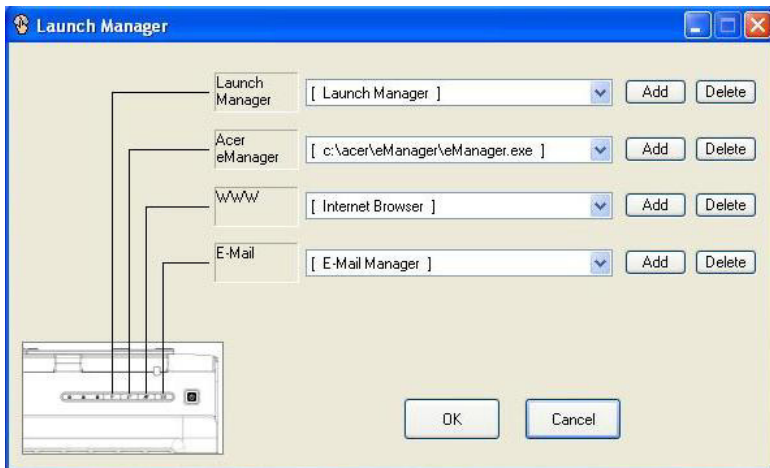 Launch Manager
Launch
Manager
[ Launch Manager ]
Add
Delete
Acer
eManager
[ c:\acer\eManager\eManager.exe ]
Add
Delete
WWW
[ Internet Browser ]
Add
Delete
E-Mail
[ E-Mail Manager ]
Add
Delete
OK
Cancel